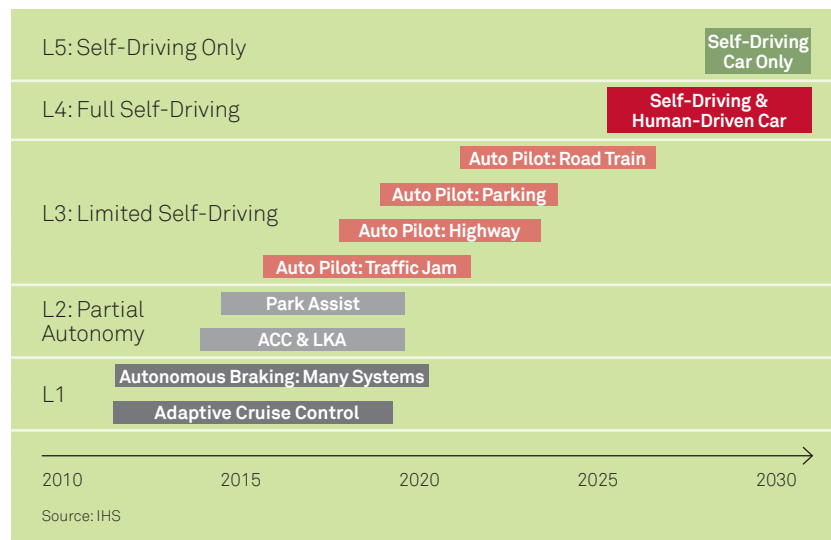 L5: Self-Driving Only
Self-Driving
Car Only
L4: Full Self-Driving
Self-Driving &
Human-Driven Car
L3: Limited Self-Driving
Auto Pilot: Road Train
Auto Pilot: Parking
Auto Pilot: Highway
Auto Pilot: Traffic Jam
L2: Partial
Autonomy
Park Assist
ACC & LKA
L1
Autonomous Braking: Many Systems
Adaptive Cruise Control
2010 2015 2020 2025 2030
Source: IHS